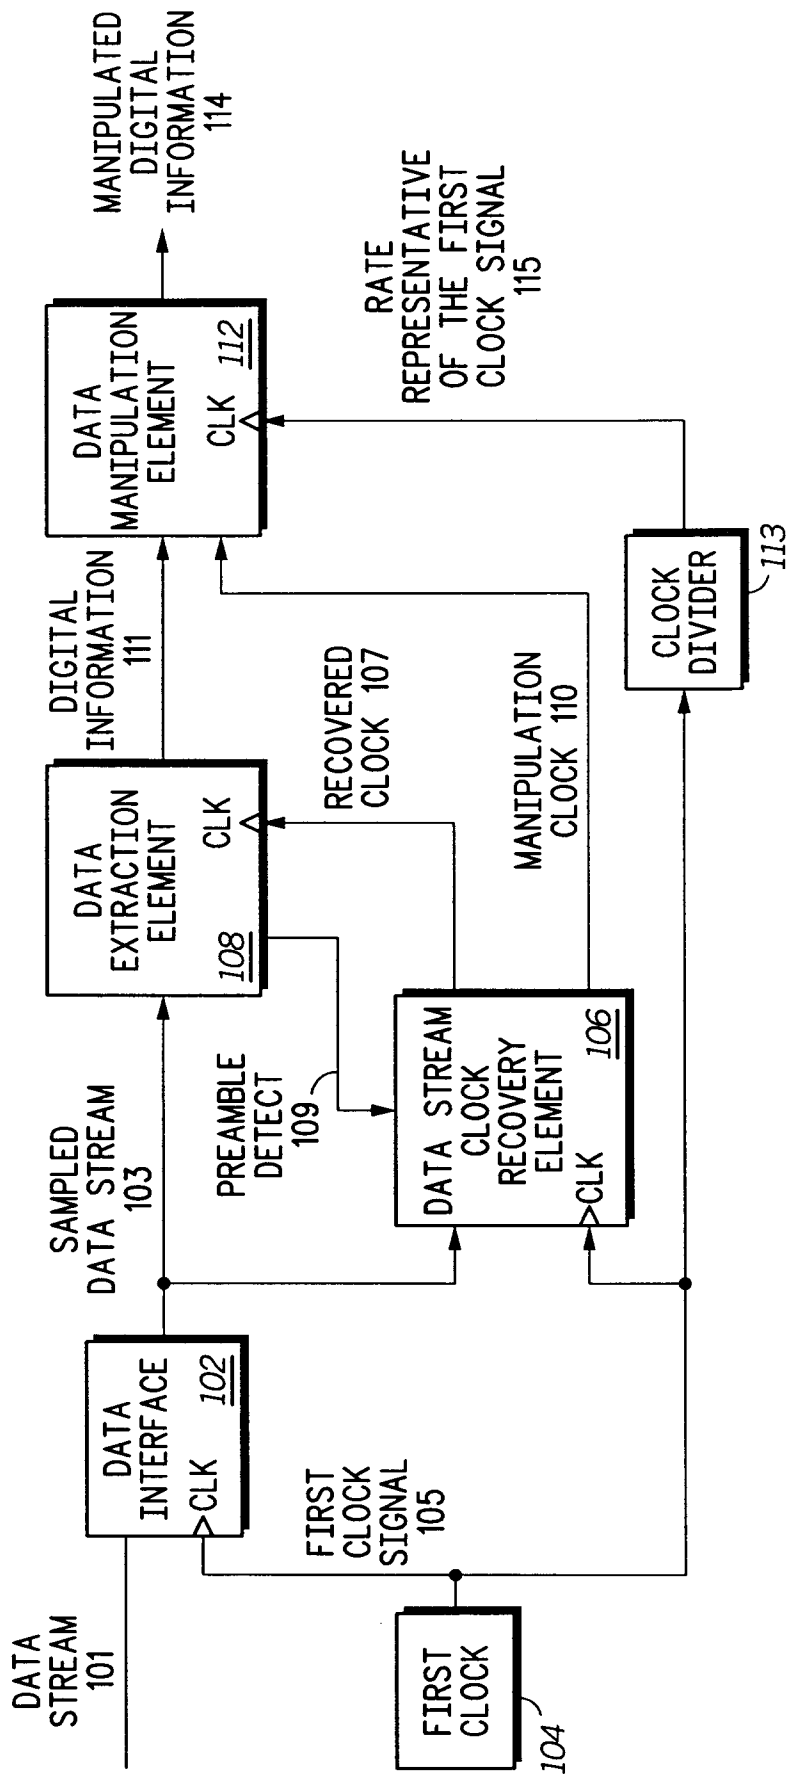 DATA
STREAM
101
DATA
INTERFACE
102
CLK
FIRST
CLOCK
SIGNAL
105
FIRST
CLOCK
104
SAMPLED
DATA STREAM
103
PREAMBLE
DETECT
109
DATA STREAM
CLOCK
RECOVERY
ELEMENT
106
CLK
DATA
EXTRACTION
ELEMENT
108
CLK
RECOVERED
CLOCK 107
MANIPULATION
CLOCK 110
DIGITAL
INFORMATION
111
CLOCK
DIVIDER
113
DATA
MANIPULATION
ELEMENT
112
CLK
RATE
REPRESENTATIVE
OF THE FIRST
CLOCK SIGNAL
115
MANIPULATED
DIGITAL
INFORMATION
114